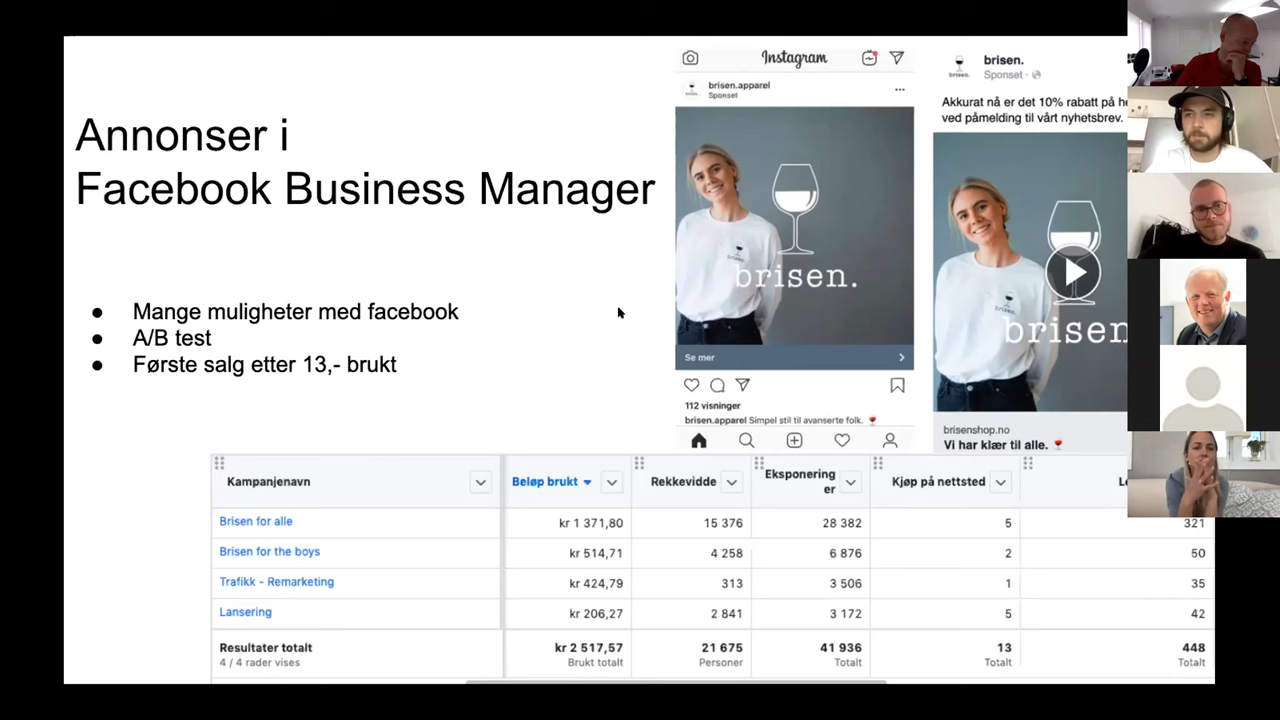 Annonser i
Facebook Business Manager
● Mange muligheter med facebook
● A/B test
● Første salg etter 13,- brukt
Instagram
brisen.apparel
Sponset
brisen.
Se mer
112 visninger
brisen.apparel Simpel stil til avanserte folk. 🍷
brisen.
brisen.
Sponset
Akkurat nå er det 10% rabatt på
ved påmelding til vårt nyhetsbrev.
brisen
brisen.
brisenshop.no
Vi har klær til alle. 🍷
Kampanjenavn Beløp brukt Rekkevidde Eksponeringer Kjøp på nettsted
Brisen for alle kr 1 371,80 15 376 28 382 5 321
Brisen for the boys kr 514,71 4 258 6 876 2 50
Trafikk - Remarketing kr 424,79 313 3 506 1 35
Lansering kr 206,27 2 841 3 172 5 42
Resultater totalt kr 2 517,57 21 675 41 936 13 448
4 / 4 rader vises Brukt totalt Personer Totalt Totalt Totalt